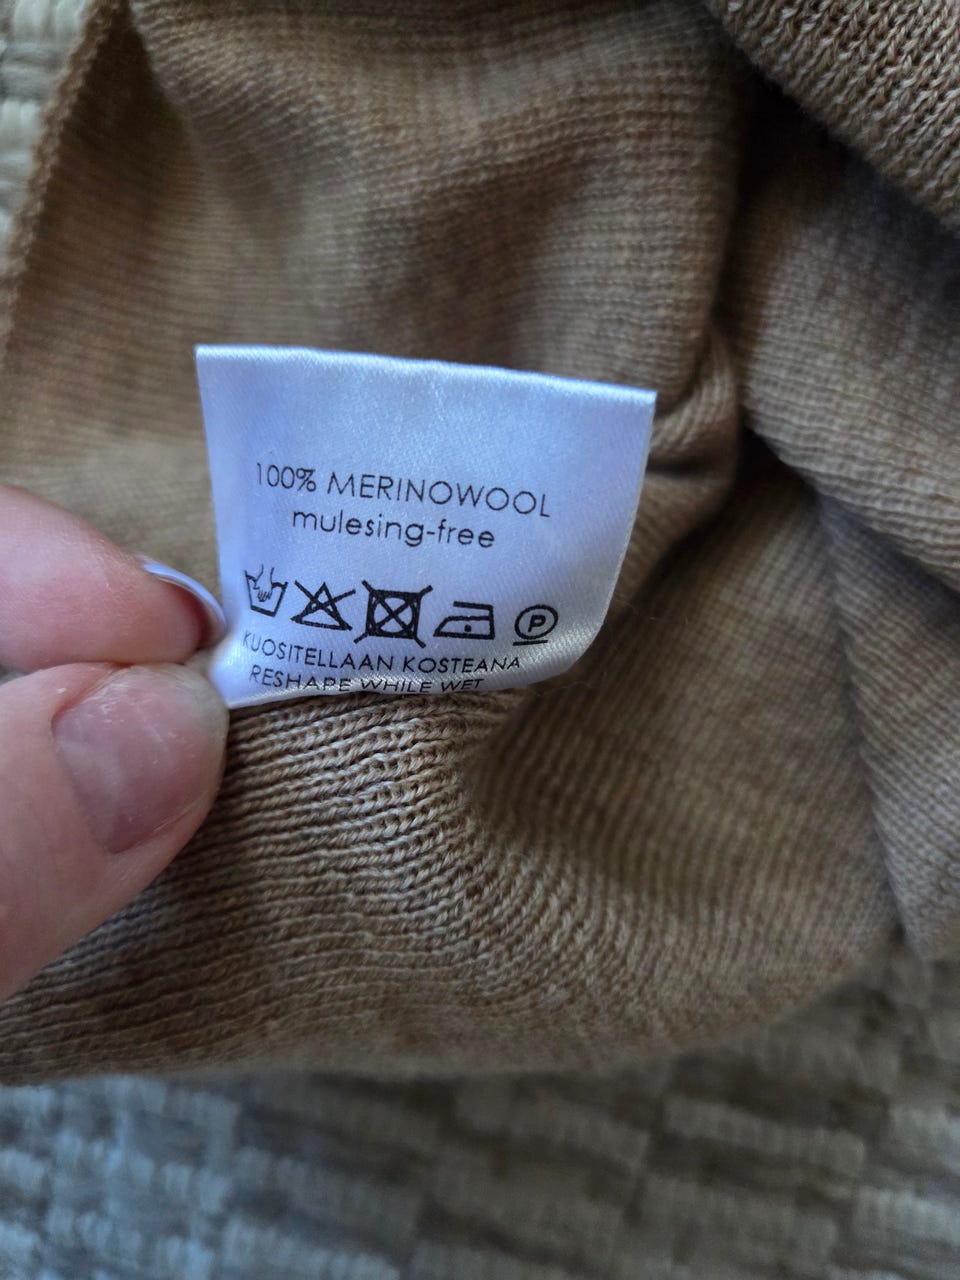 100% MERINOWOOL
mulesing-free
P
KUOSITELLAAN KOSTEANA
RESHAPE WHILE WET